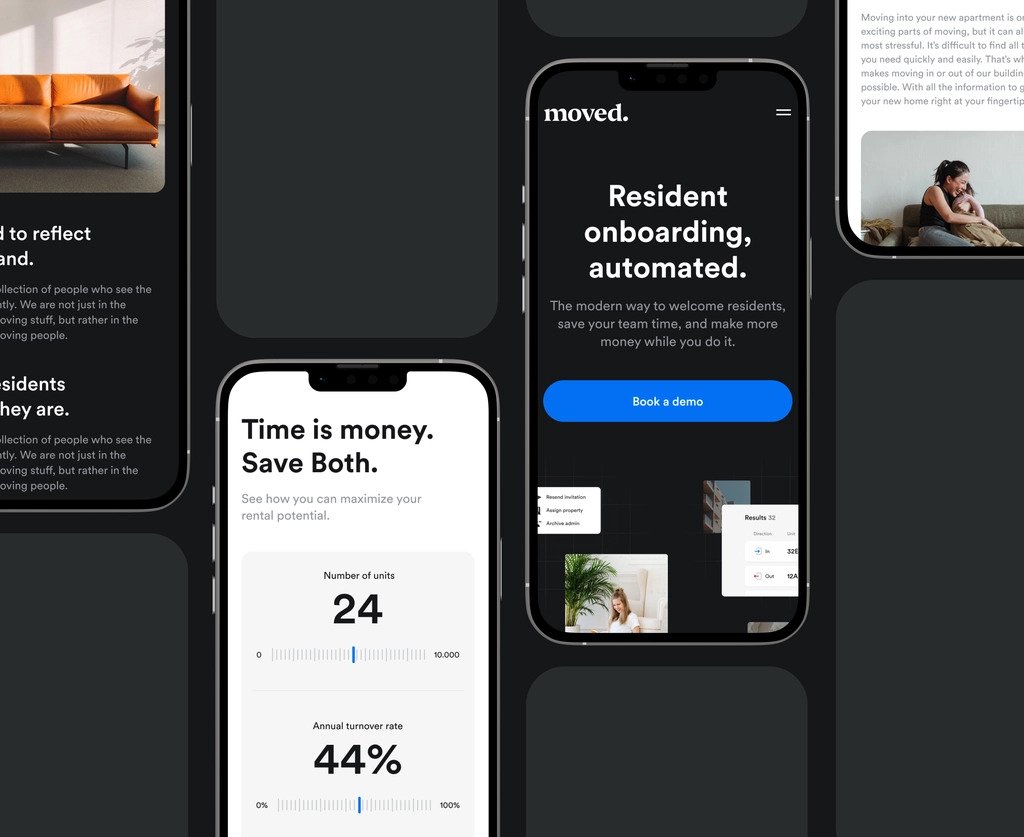 d to reflect
and.
ollection of people who see the
ntly. We are not just in the
oving stuff, but rather in the
oving people.
esidents
hey are.
ollection of people who see the
ntly. We are not just in the
oving stuff, but rather in the
oving people.
Time is money.
Save Both.
See how you can maximize your
rental potential.
Number of units
24
0 10.000
Annual turnover rate
44%
0% 100%
moved.
Resident
onboarding,
automated.
The modern way to welcome residents,
save your team time, and make more
money while you do it.
Book a demo
Resend invitation
Assign property
Archive admin
Results 32
Direction Unit
In 32E
Out 12A
Moving into your new apartment is o
exciting parts of moving, but it can al
most stressful. It's difficult to find all t
you need quickly and easily. That's wh
makes moving in or out of our buildin
possible. With all the information to g
your new home right at your fingertip